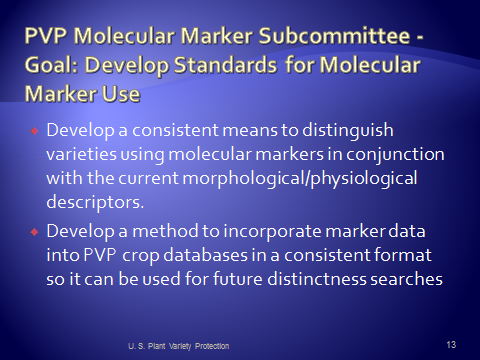 PVP Molecular Marker Subcommittee -
Goal: Develop Standards for Molecular
Marker Use
Develop a consistent means to distinguish
varieties using molecular markers in conjunction
with the current morphological/physiological
descriptors.
Develop a method to incorporate marker data
into PVP crop databases in a consistent format
so it can be used for future distinctness searches
U. S. Plant Variety Protection
13